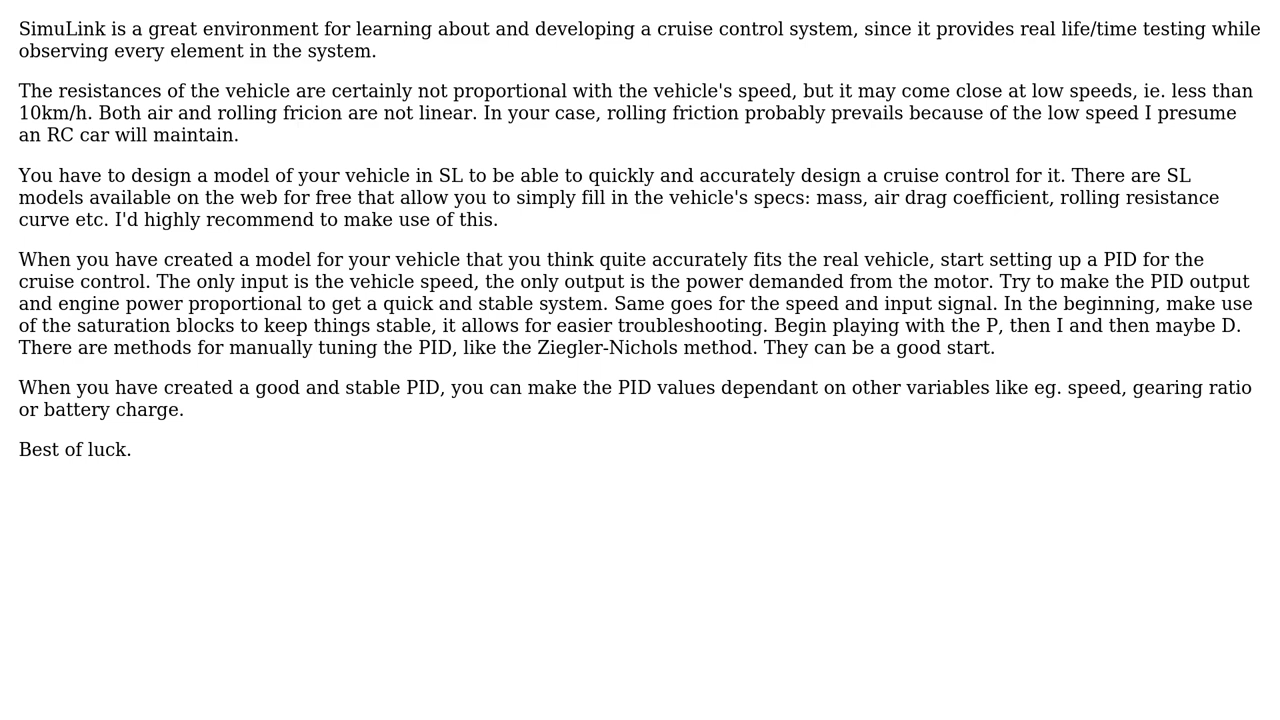 SimuLink is a great environment for learning about and developing a cruise control system, since it provides real life/time testing while
observing every element in the system.
The resistances of the vehicle are certainly not proportional with the vehicle's speed, but it may come close at low speeds, ie. less than
10km/h. Both air and rolling fricion are not linear. In your case, rolling friction probably prevails because of the low speed I presume
an RC car will maintain.
You have to design a model of your vehicle in SL to be able to quickly and accurately design a cruise control for it. There are SL
models available on the web for free that allow you to simply fill in the vehicle's specs: mass, air drag coefficient, rolling resistance
curve etc. I'd highly recommend to make use of this.
When you have created a model for your vehicle that you think quite accurately fits the real vehicle, start setting up a PID for the
cruise control. The only input is the vehicle speed, the only output is the power demanded from the motor. Try to make the PID output
and engine power proportional to get a quick and stable system. Same goes for the speed and input signal. In the beginning, make use
of the saturation blocks to keep things stable, it allows for easier troubleshooting. Begin playing with the P, then I and then maybe D.
There are methods for manually tuning the PID, like the Ziegler-Nichols method. They can be a good start.
When you have created a good and stable PID, you can make the PID values dependant on other variables like eg. speed, gearing ratio
or battery charge.
Best of luck.